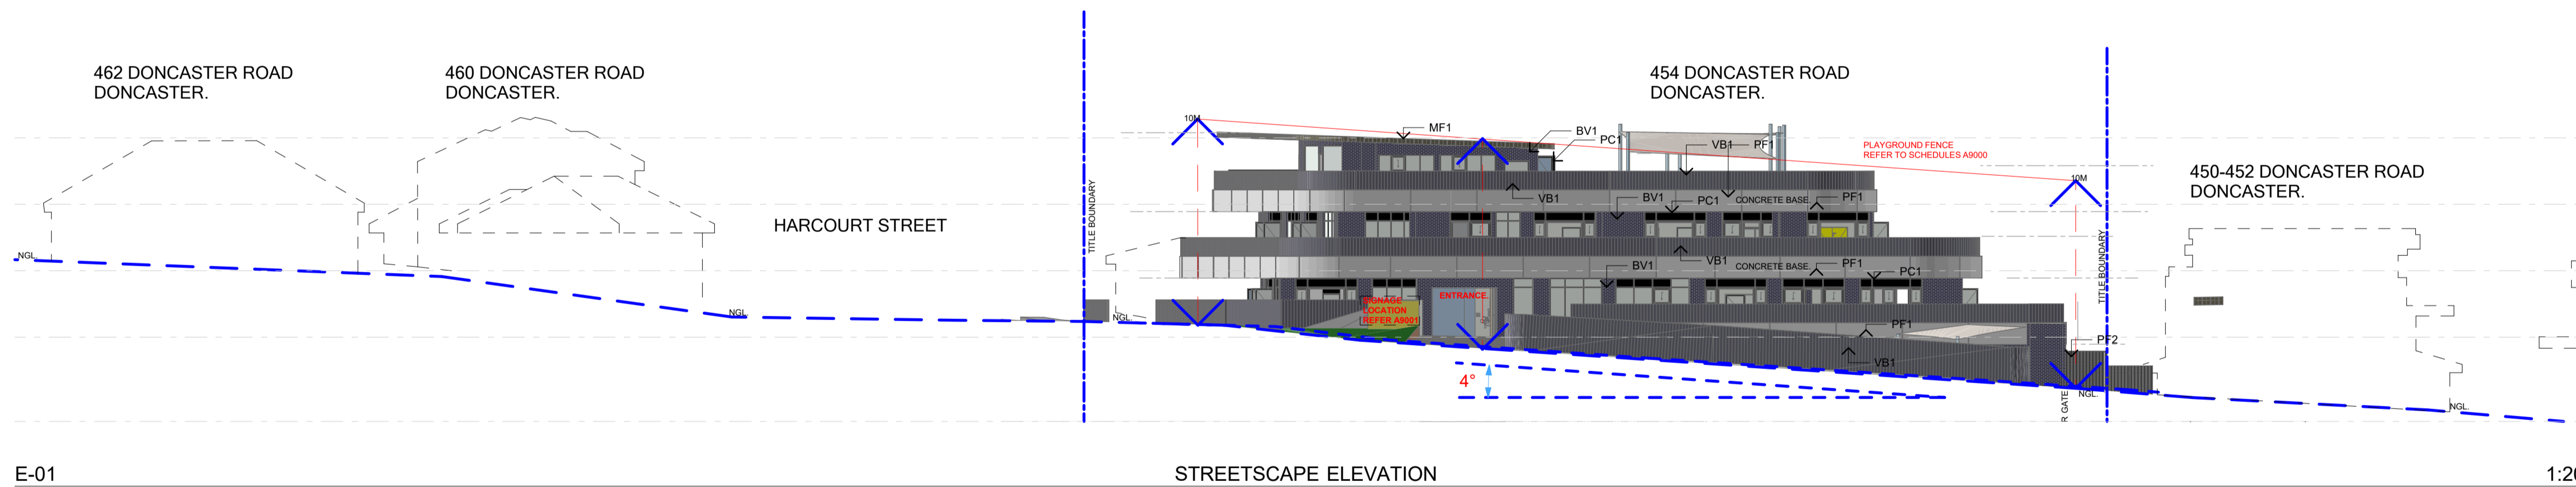 462 DONCASTER ROAD
DONCASTER.
460 DONCASTER ROAD
DONCASTER.
454 DONCASTER ROAD
DONCASTER.
450-452 DONCASTER ROAD
DONCASTER.
HARCOURT STREET
TITLE BOUNDARY
TITLE BOUNDARY
10M
10M
MF1
BV1
PC1
VB1
PF1
PLAYGROUND FENCE
REFER TO SCHEDULES A9000
VB1
BV1
PC1
CONCRETE BASE.
PF1
BV1
VB1
CONCRETE BASE.
PF1
PC1
SIGNAGE
LOCATION
REFER A9001
ENTRANCE.
PF1
VB1
PF2
4°
R GATE
NGL.
NGL.
NGL.
NGL.
NGL.
E-01
STREETSCAPE ELEVATION
1:20